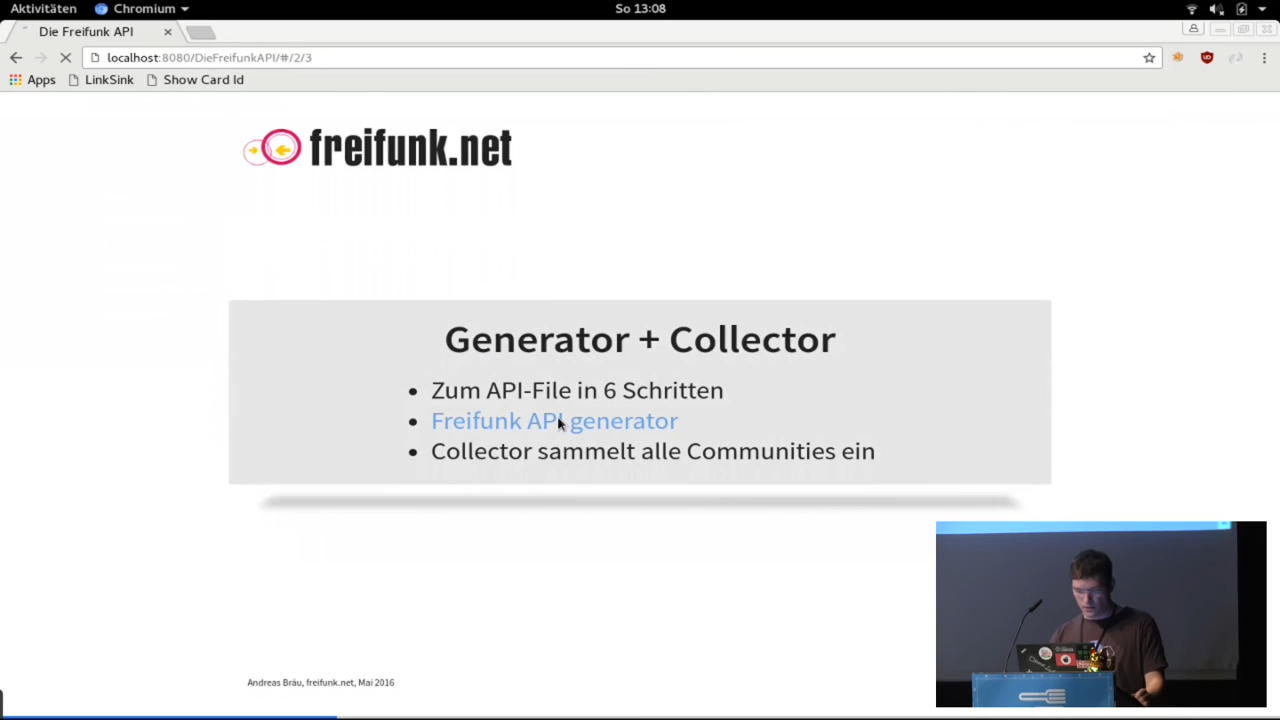 Aktivitäten Chromium So 13:08
Die Freifunk API
localhost:8080/DieFreifunkAPI/#/2/3
Apps LinkSink Show Card Id
freifunk.net
Generator + Collector
• Zum API-File in 6 Schritten
• Freifunk API generator
• Collector sammelt alle Communities ein
Andreas Bräu, freifunk.net, Mai 2016